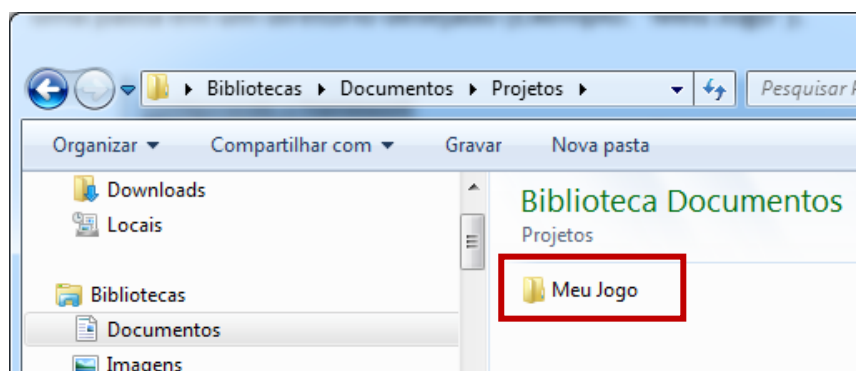 Bibliotecas Documentos Projetos
Pesquisar
Organizar Compartilhar com Gravar Nova pasta
Downloads
Locais
Bibliotecas
Documentos
Imagens
Biblioteca Documentos
Projetos
Meu Jogo